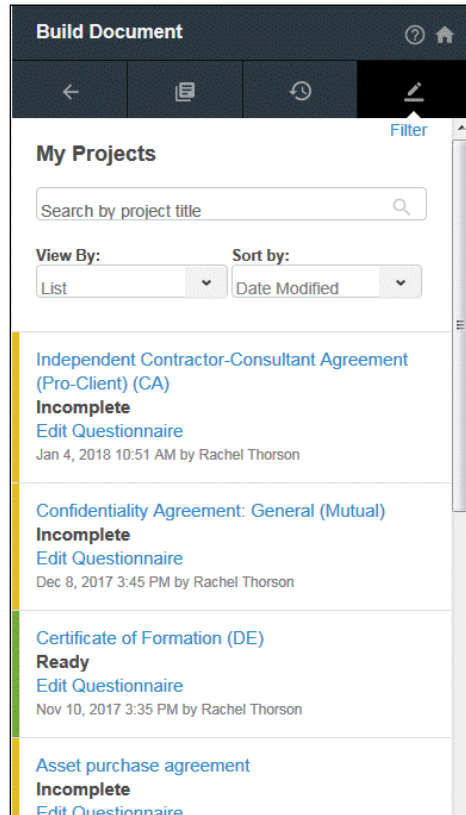 Build Document
Filter
My Projects
Search by project title
View By:
Sort by:
List
Date Modified
Independent Contractor-Consultant Agreement
(Pro-Client) (CA)
Incomplete
Edit Questionnaire
Jan 4, 2018 10:51 AM by Rachel Thorson
Confidentiality Agreement: General (Mutual)
Incomplete
Edit Questionnaire
Dec 8, 2017 3:45 PM by Rachel Thorson
Certificate of Formation (DE)
Ready
Edit Questionnaire
Nov 10, 2017 3:35 PM by Rachel Thorson
Asset purchase agreement
Incomplete
Edit Questionnaire